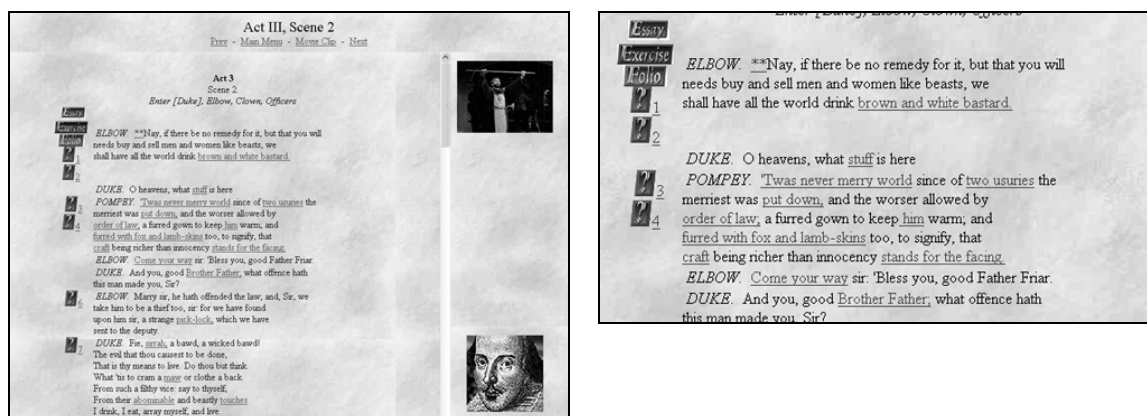 Act III, Scene 2
Prev - Main Menu - Movie Clip - Next
Act 3
Scene 2
Enter [Duke], Elbow, Clown, Officers
Essay
Exercise
Folio
ELBOW. **Nay, if there be no remedy for it, but that you will
needs buy and sell men and women like beasts, we
? 1
shall have all the world drink brown and white bastard.
? 2
DUKE. O heavens, what stuff is here
? 3
POMPEY. 'Twas never merry world since of two usuries the
merriest was put down, and the worser allowed by
? 4
order of law; a furred gown to keep him warm; and
furred with fox and lamb-skins too, to signify, that
craft being richer than innocency stands for the facing.
ELBOW. Come your way sir: 'Bless you, good Father Friar.
DUKE. And you, good Brother Father; what offence hath
this man made you, Sir?
? 6
ELBOW. Marry sir, he hath offended the law; and, Sir, we
take him to be a thief too, sir: for we have found
upon him sir, a strange pick-lock, which we have
sent to the deputy.
? 7
DUKE. Fie, sirrah; a bawd, a wicked bawd!
The evil that thou causest to be done,
That is thy means to live. Do thou but think
What 'tis to cram a maw or clothe a back
From such a filthy vice: say to thyself,
From their abominable and beastly touches
I drink, I eat, array myself, and live.
Enter [Duke], Elbow, Clown, Officers
Essay
Exercise
Folio
ELBOW. **Nay, if there be no remedy for it, but that you will
needs buy and sell men and women like beasts, we
? 1
shall have all the world drink brown and white bastard.
? 2
DUKE. O heavens, what stuff is here
? 3
POMPEY. 'Twas never merry world since of two usuries the
merriest was put down, and the worser allowed by
? 4
order of law; a furred gown to keep him warm; and
furred with fox and lamb-skins too, to signify, that
craft being richer than innocency stands for the facing.
ELBOW. Come your way sir: 'Bless you, good Father Friar.
DUKE. And you, good Brother Father; what offence hath
this man made you, Sir?